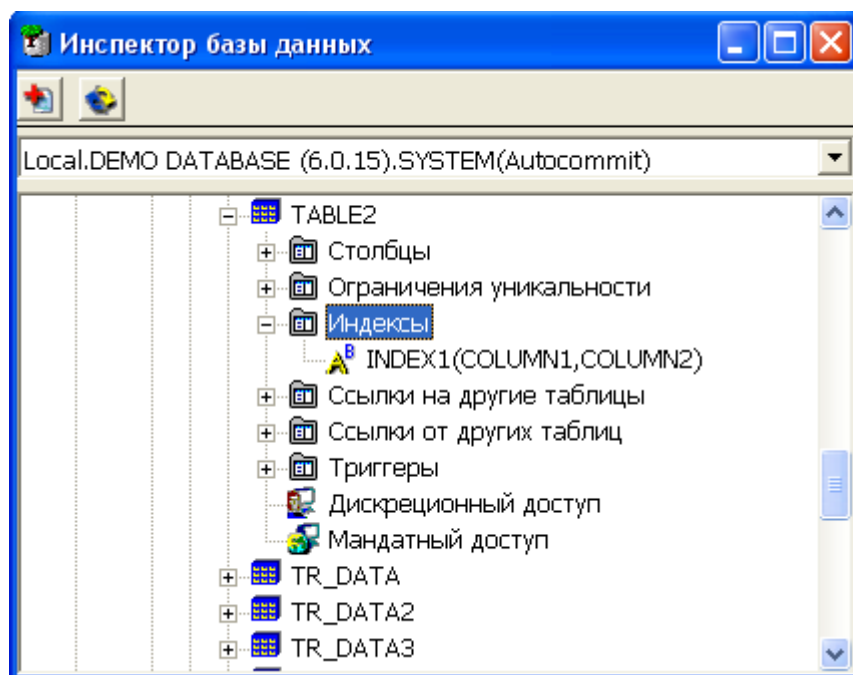 Инспектор базы данных
Local.DEMO DATABASE (6.0.15).SYSTEM(Autocommit)
TABLE2
Столбцы
Ограничения уникальности
Индексы
INDEX1(COLUMN1,COLUMN2)
Ссылки на другие таблицы
Ссылки от других таблиц
Триггеры
Дискреционный доступ
Мандатный доступ
TR_DATA
TR_DATA2
TR_DATA3